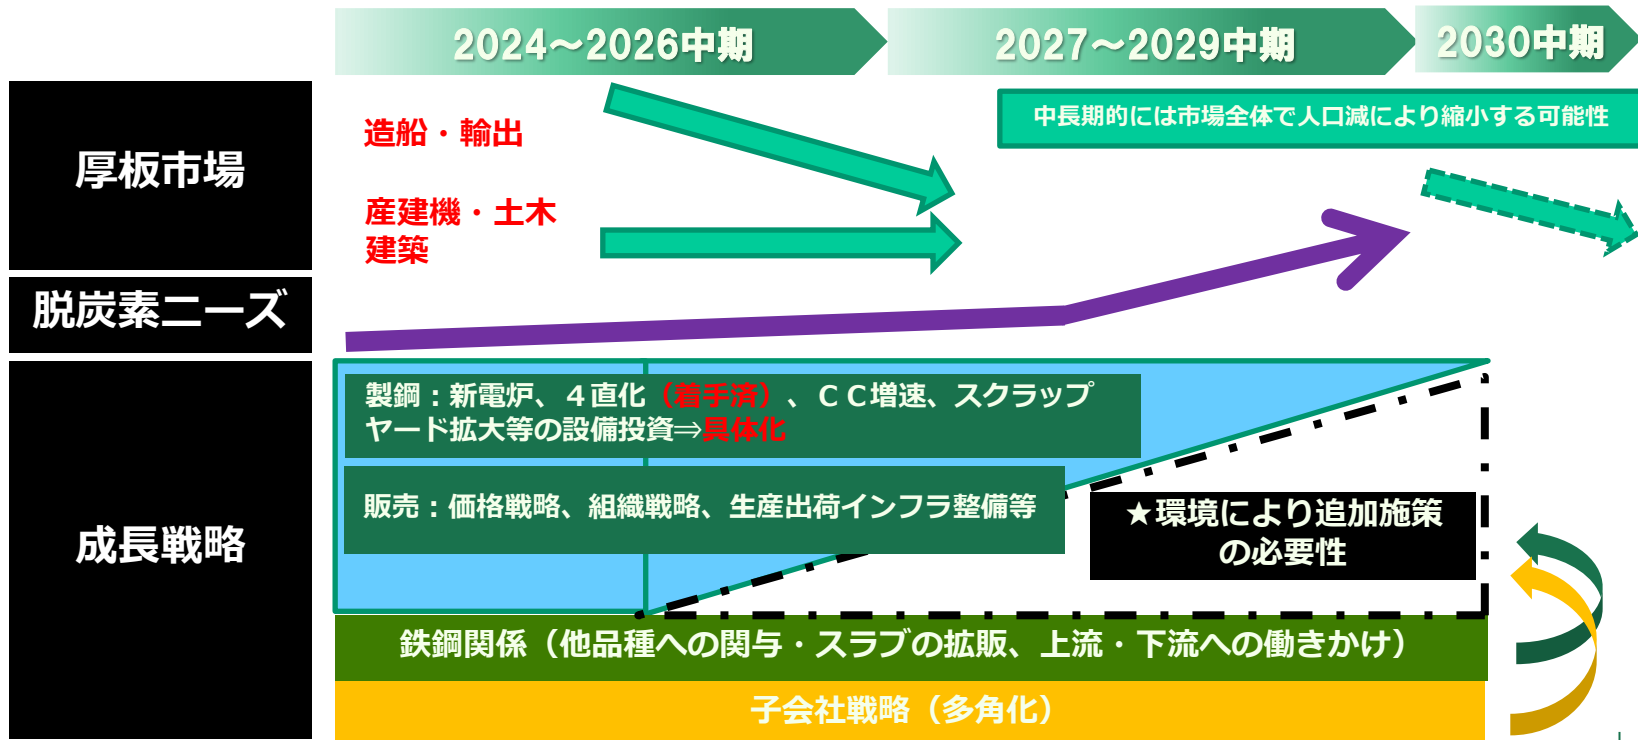 2024～2026中期
2027～2029中期
2030中期
厚板市場
造船・輸出
産建機・土木
建築
中長期的には市場全体で人口減により縮小する可能性
脱炭素ニーズ
成長戦略
製鋼：新電炉、４直化（着手済）、ＣＣ増速、スクラップ
ヤード拡大等の設備投資⇒具体化
販売：価格戦略、組織戦略、生産出荷インフラ整備等
★環境により追加施策
の必要性
鉄鋼関係（他品種への関与・スラブの拡販、上流・下流への働きかけ）
子会社戦略（多角化）